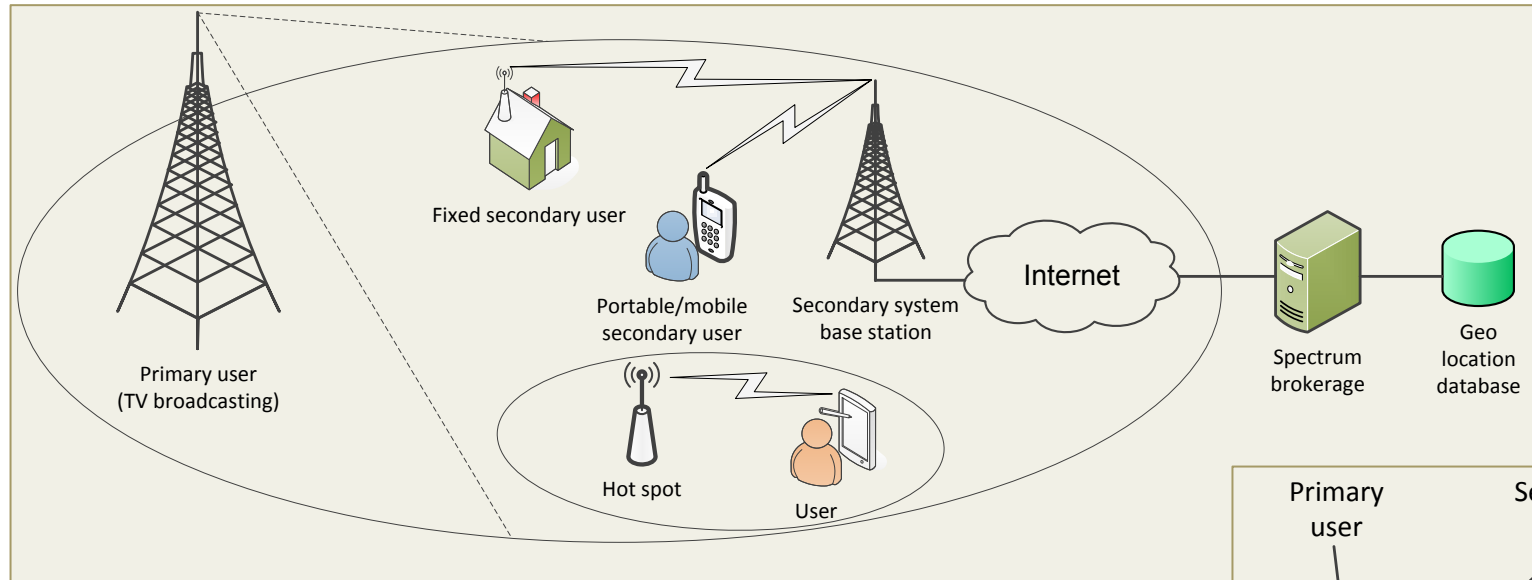 Fixed secondary user
Portable/mobile
secondary user
Secondary system
base station
Internet
Spectrum
brokerage
Geo
location
database
Primary user
(TV broadcasting)
Hot spot
User
Primary
user